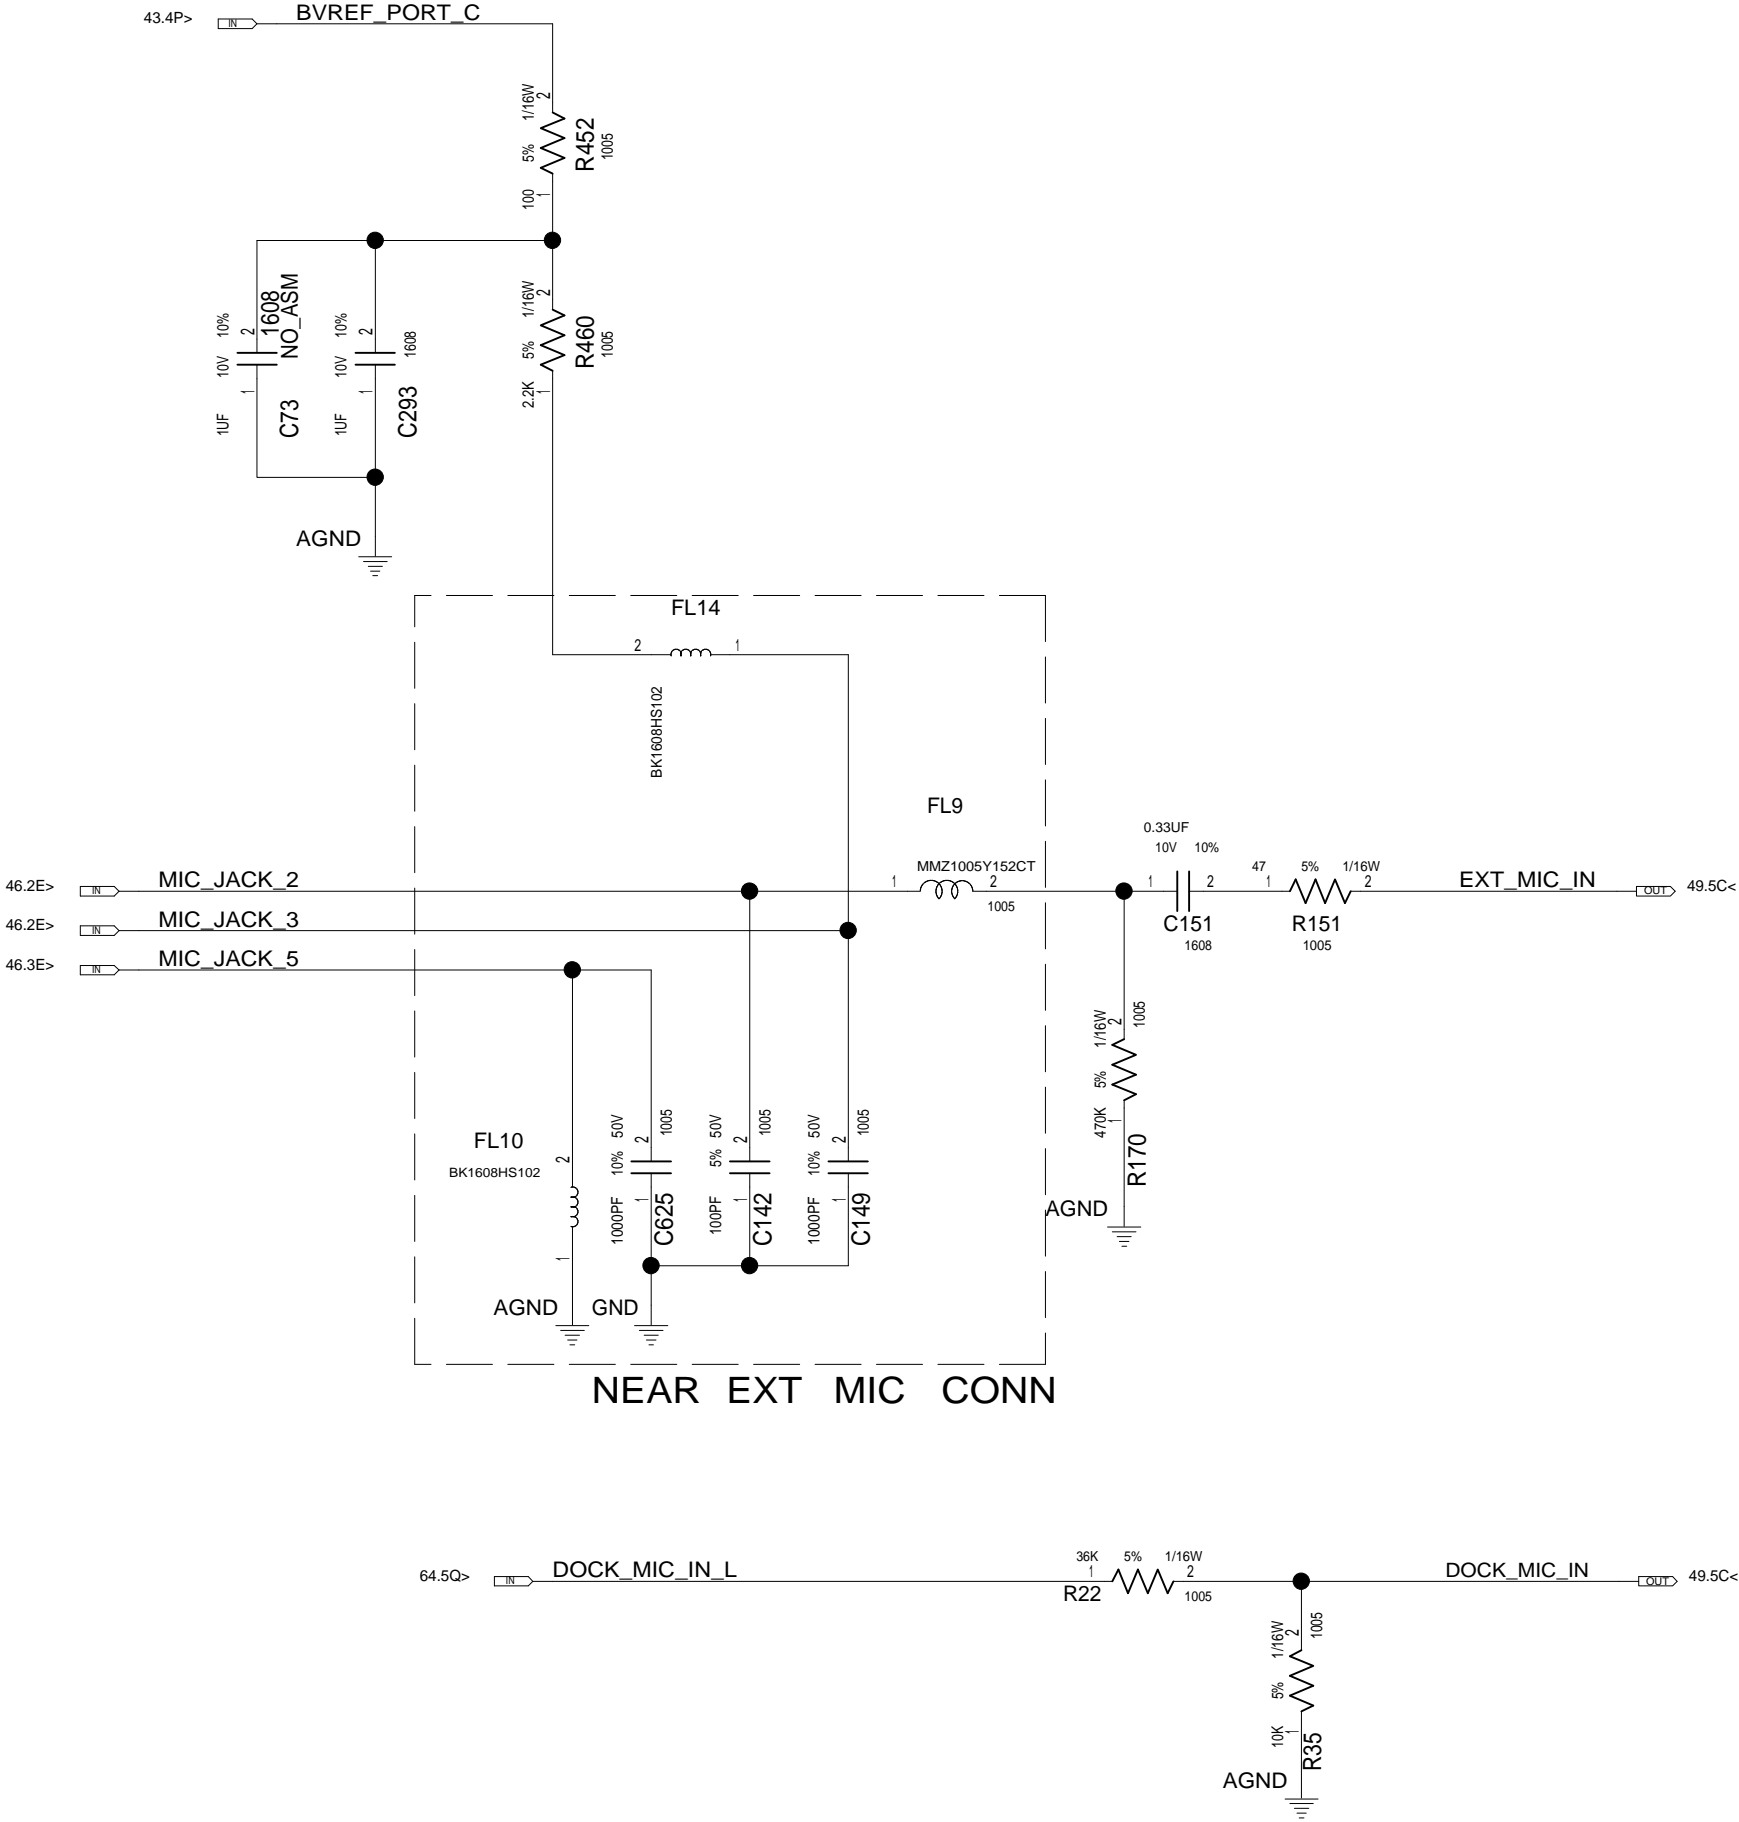 43.4P>
IN
BVREF_PORT_C
2
1/16W
5%
100
1
R452
1005
10%
10V
1UF
2
1
1608
NO_ASM
C73
10%
10V
1UF
2
1
1608
C293
AGND
2
1/16W
5%
2.2K
1
R460
1005
FL14
2
1
BK1608HS102
FL9
MMZ1005Y152CT
1
2
1005
46.2E>
IN
MIC_JACK_2
46.2E>
IN
MIC_JACK_3
46.3E>
IN
MIC_JACK_5
0.33UF
10V 10%
1
2
C151
1608
47 5% 1/16W
1
2
R151
1005
EXT_MIC_IN
OUT
49.5C<
1/16W
5%
470K
2
1
1005
R170
AGND
FL10
BK1608HS102
2
1
AGND
1000PF 10% 50V
2
1
1005
C625
100PF 5% 50V
2
1
1005
C142
1000PF 10% 50V
2
1
1005
C149
GND
NEAR EXT MIC CONN
64.5Q>
IN
DOCK_MIC_IN_L
36K 5% 1/16W
1
2
R22
1005
DOCK_MIC_IN
OUT
49.5C<
1/16W
5%
10K
2
1
1005
R35
AGND